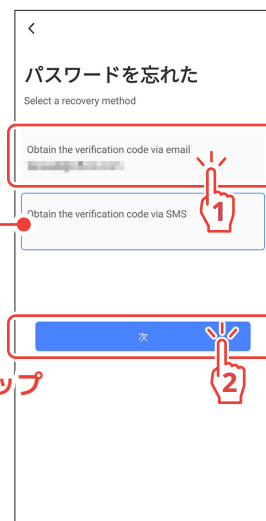 パスワードを忘れた
Select a recovery method
Obtain the verification code via email
1
Obtain the verification code via SMS
次
2
ップ